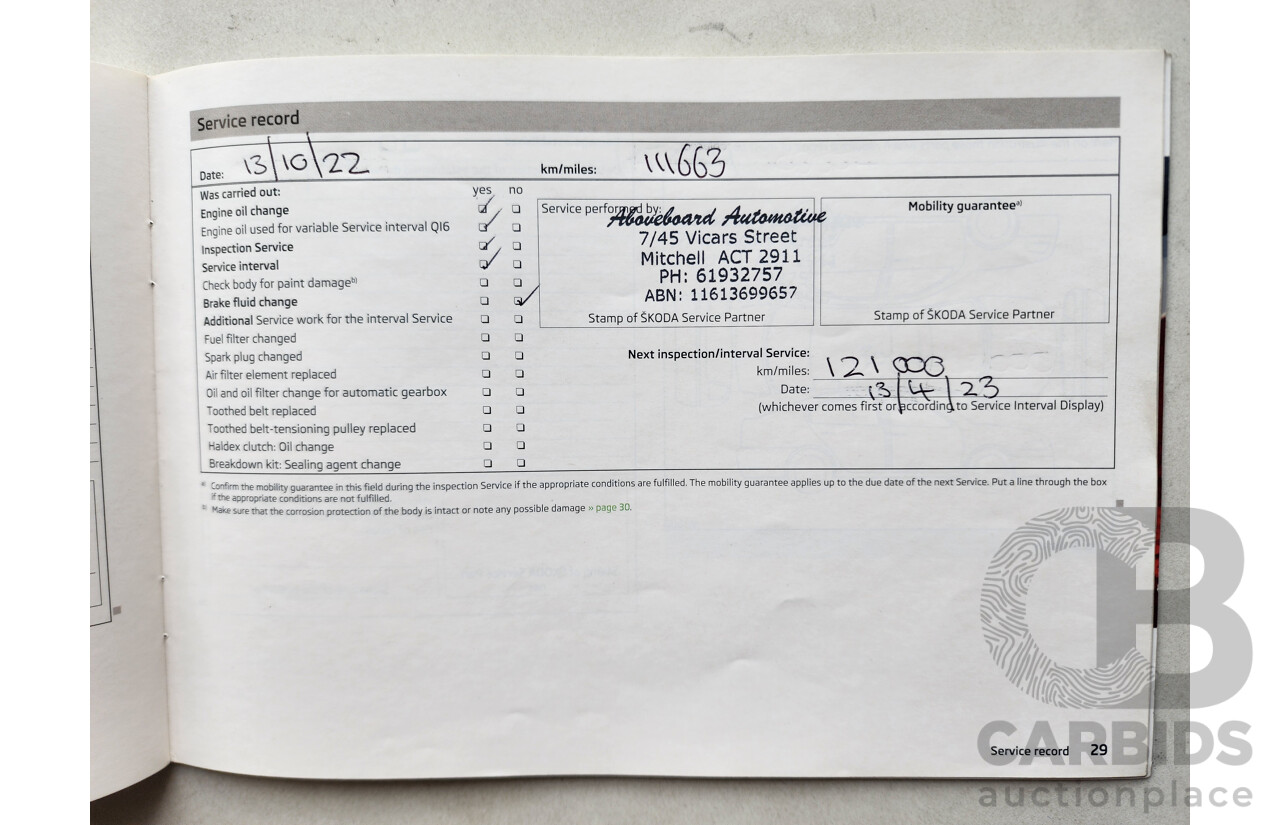 Service record
Date: 13/10/22 km/miles: 111663
Was carried out: yes no
Engine oil change
Engine oil used for variable Service interval QI6
Inspection Service
Service interval
Check body for paint damageb)
Brake fluid change
Additional Service work for the interval Service
Fuel filter changed
Spark plug changed
Air filter element replaced
Oil and oil filter change for automatic gearbox
Toothed belt replaced
Toothed belt-tensioning pulley replaced
Haldex clutch: Oil change
Breakdown kit: Sealing agent change
Service performed by:
Aboveboard Automotive
7/45 Vicars Street
Mitchell ACT 2911
PH: 61932757
ABN: 11613699657
Stamp of ŠKODA Service Partner
Mobility guaranteea)
Stamp of ŠKODA Service Partner
Next inspection/interval Service:
km/miles: 121000
Date: 13/4/23
(whichever comes first or according to Service Interval Display)
a) Confirm the mobility guarantee in this field during the inspection Service if the appropriate conditions are fulfilled. The mobility guarantee applies up to the due date of the next Service. Put a line through the box
if the appropriate conditions are not fulfilled.
b) Make sure that the corrosion protection of the body is intact or note any possible damage » page 30.
Service record 29
CARBIDS
auctionplace